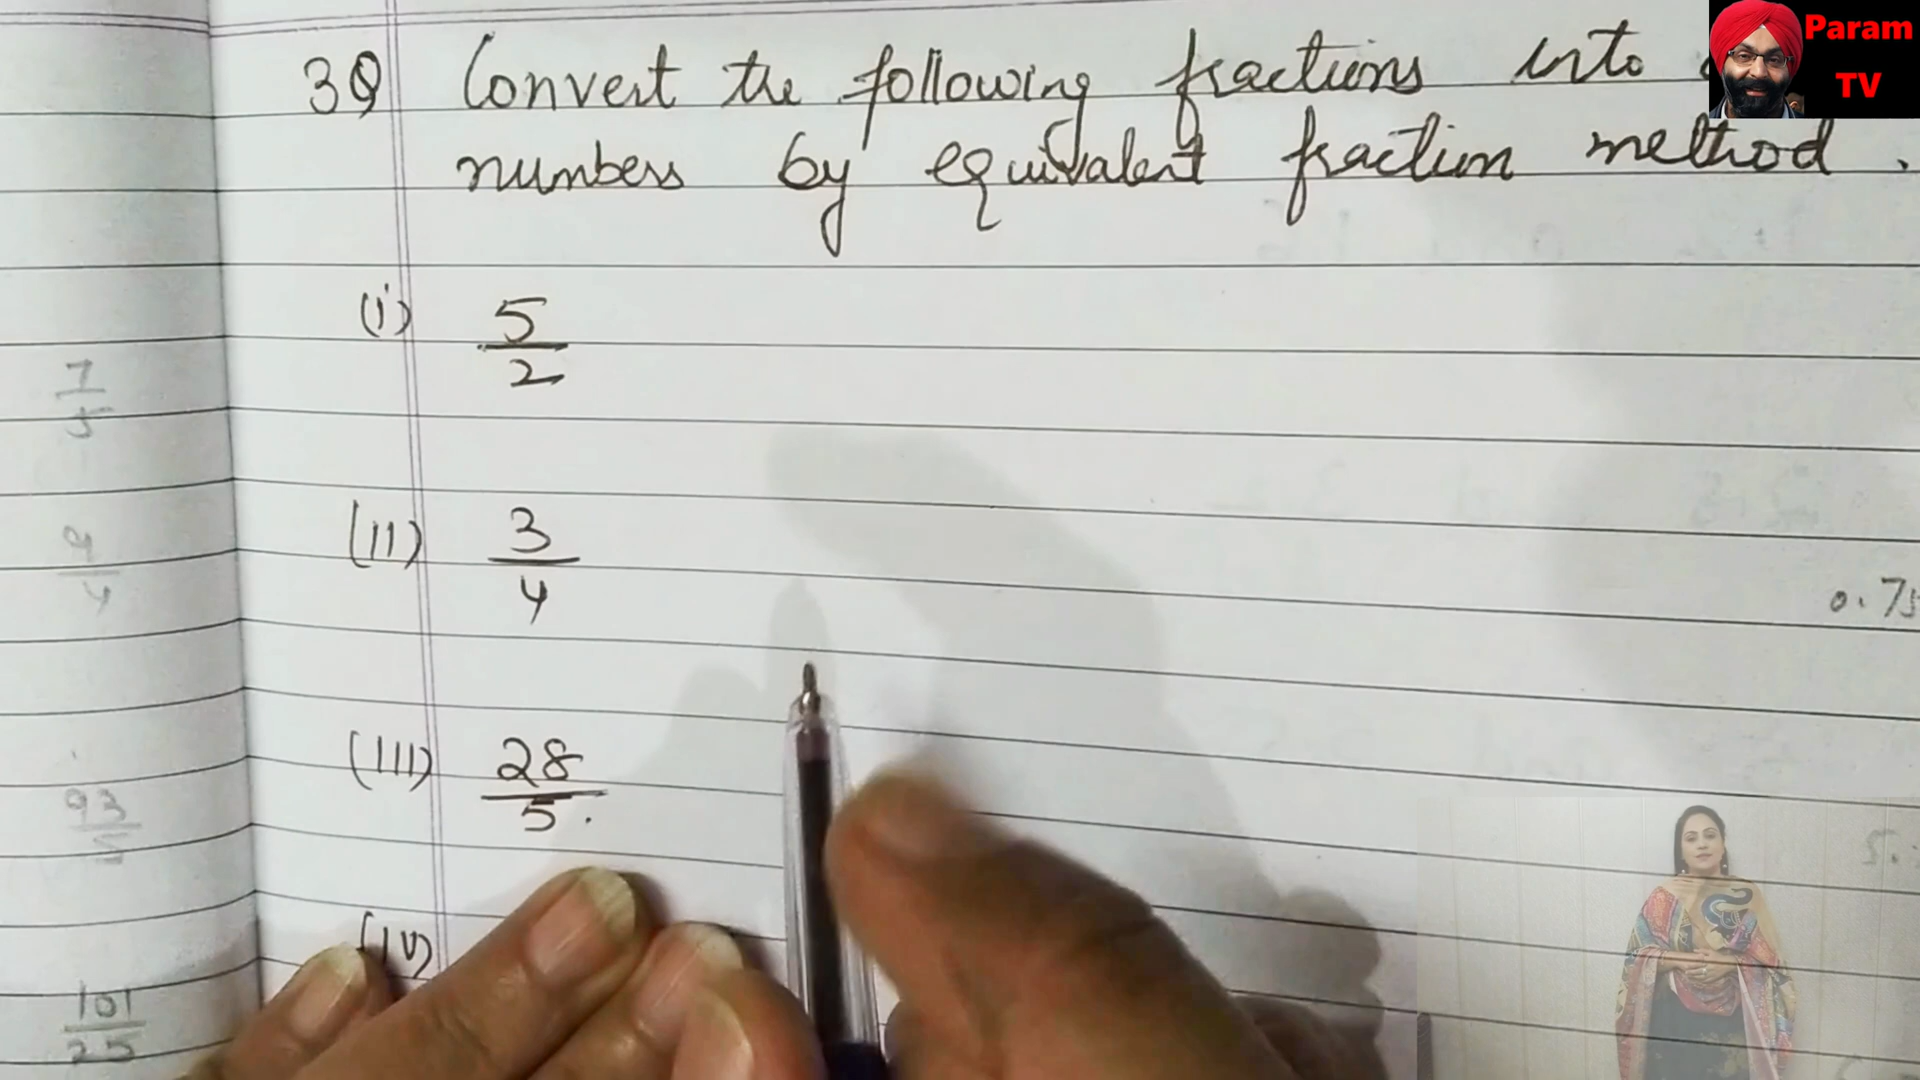 Param
TV
3Q Convert the following fractions into
numbers by equivalent fraction method.
(i) 5
2
7
5
(ii) 3
4
9
4
0.75
(iii) 28
5.
93
5
5.
(iv)
101
25